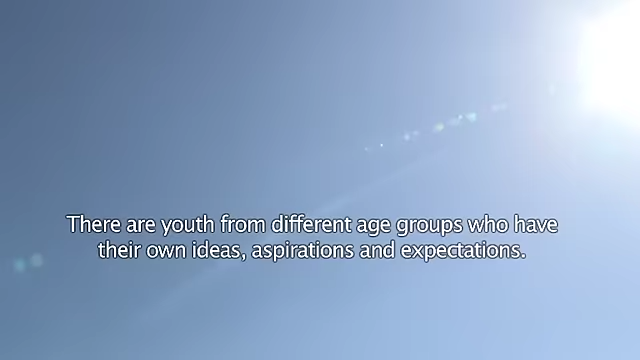 There are youth from different age groups who have
their own ideas, aspirations and expectations.